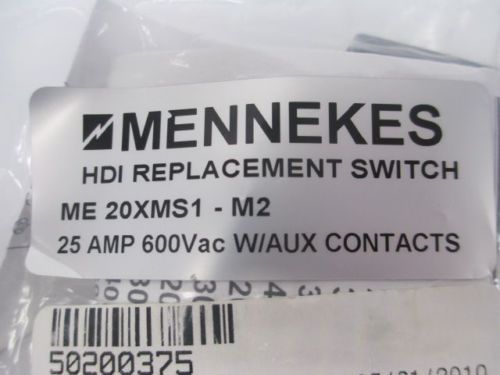 MENNEKES
HDI REPLACEMENT SWITCH
ME 20XMS1 - M2
25 AMP 600Vac W/AUX CONTACTS
50200375